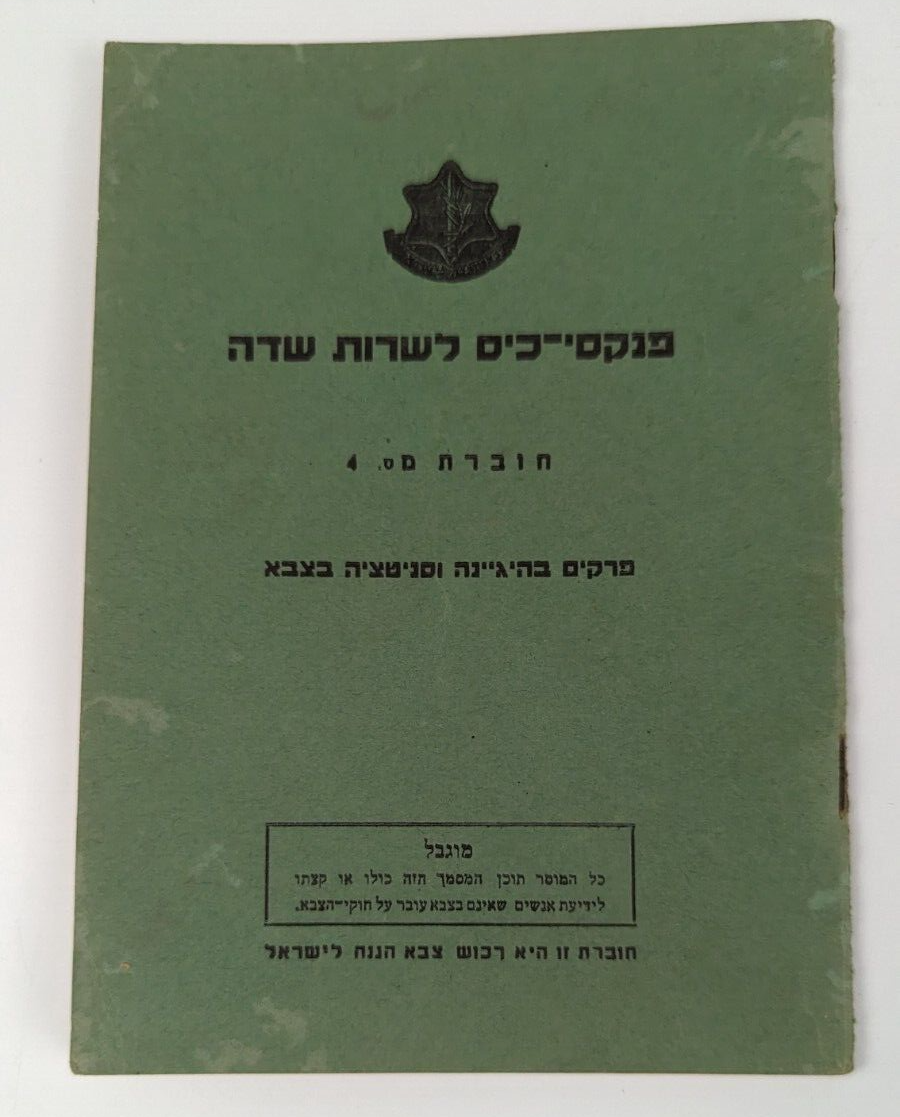 פנקסי־כיס לשרות שדה
חוברת מס. 4
פרקים בהיגיינה וסניטציה בצבא
מוגבל
כל המוסר תוכן המסמך הזה כולו או קצתו
לידיעת אנשים שאינם בצבא עובר על חוקי־הצבא.
חוברת זו היא רכוש צבא הגנה לישראל